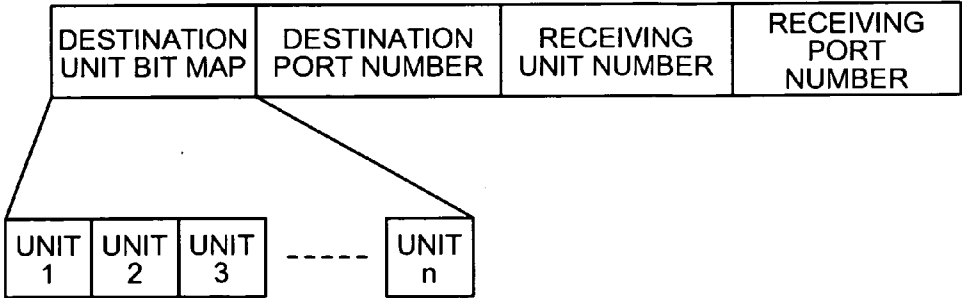 DESTINATION
UNIT BIT MAP
DESTINATION
PORT NUMBER
RECEIVING
UNIT NUMBER
RECEIVING
PORT
NUMBER
UNIT
1
UNIT
2
UNIT
3
UNIT
n